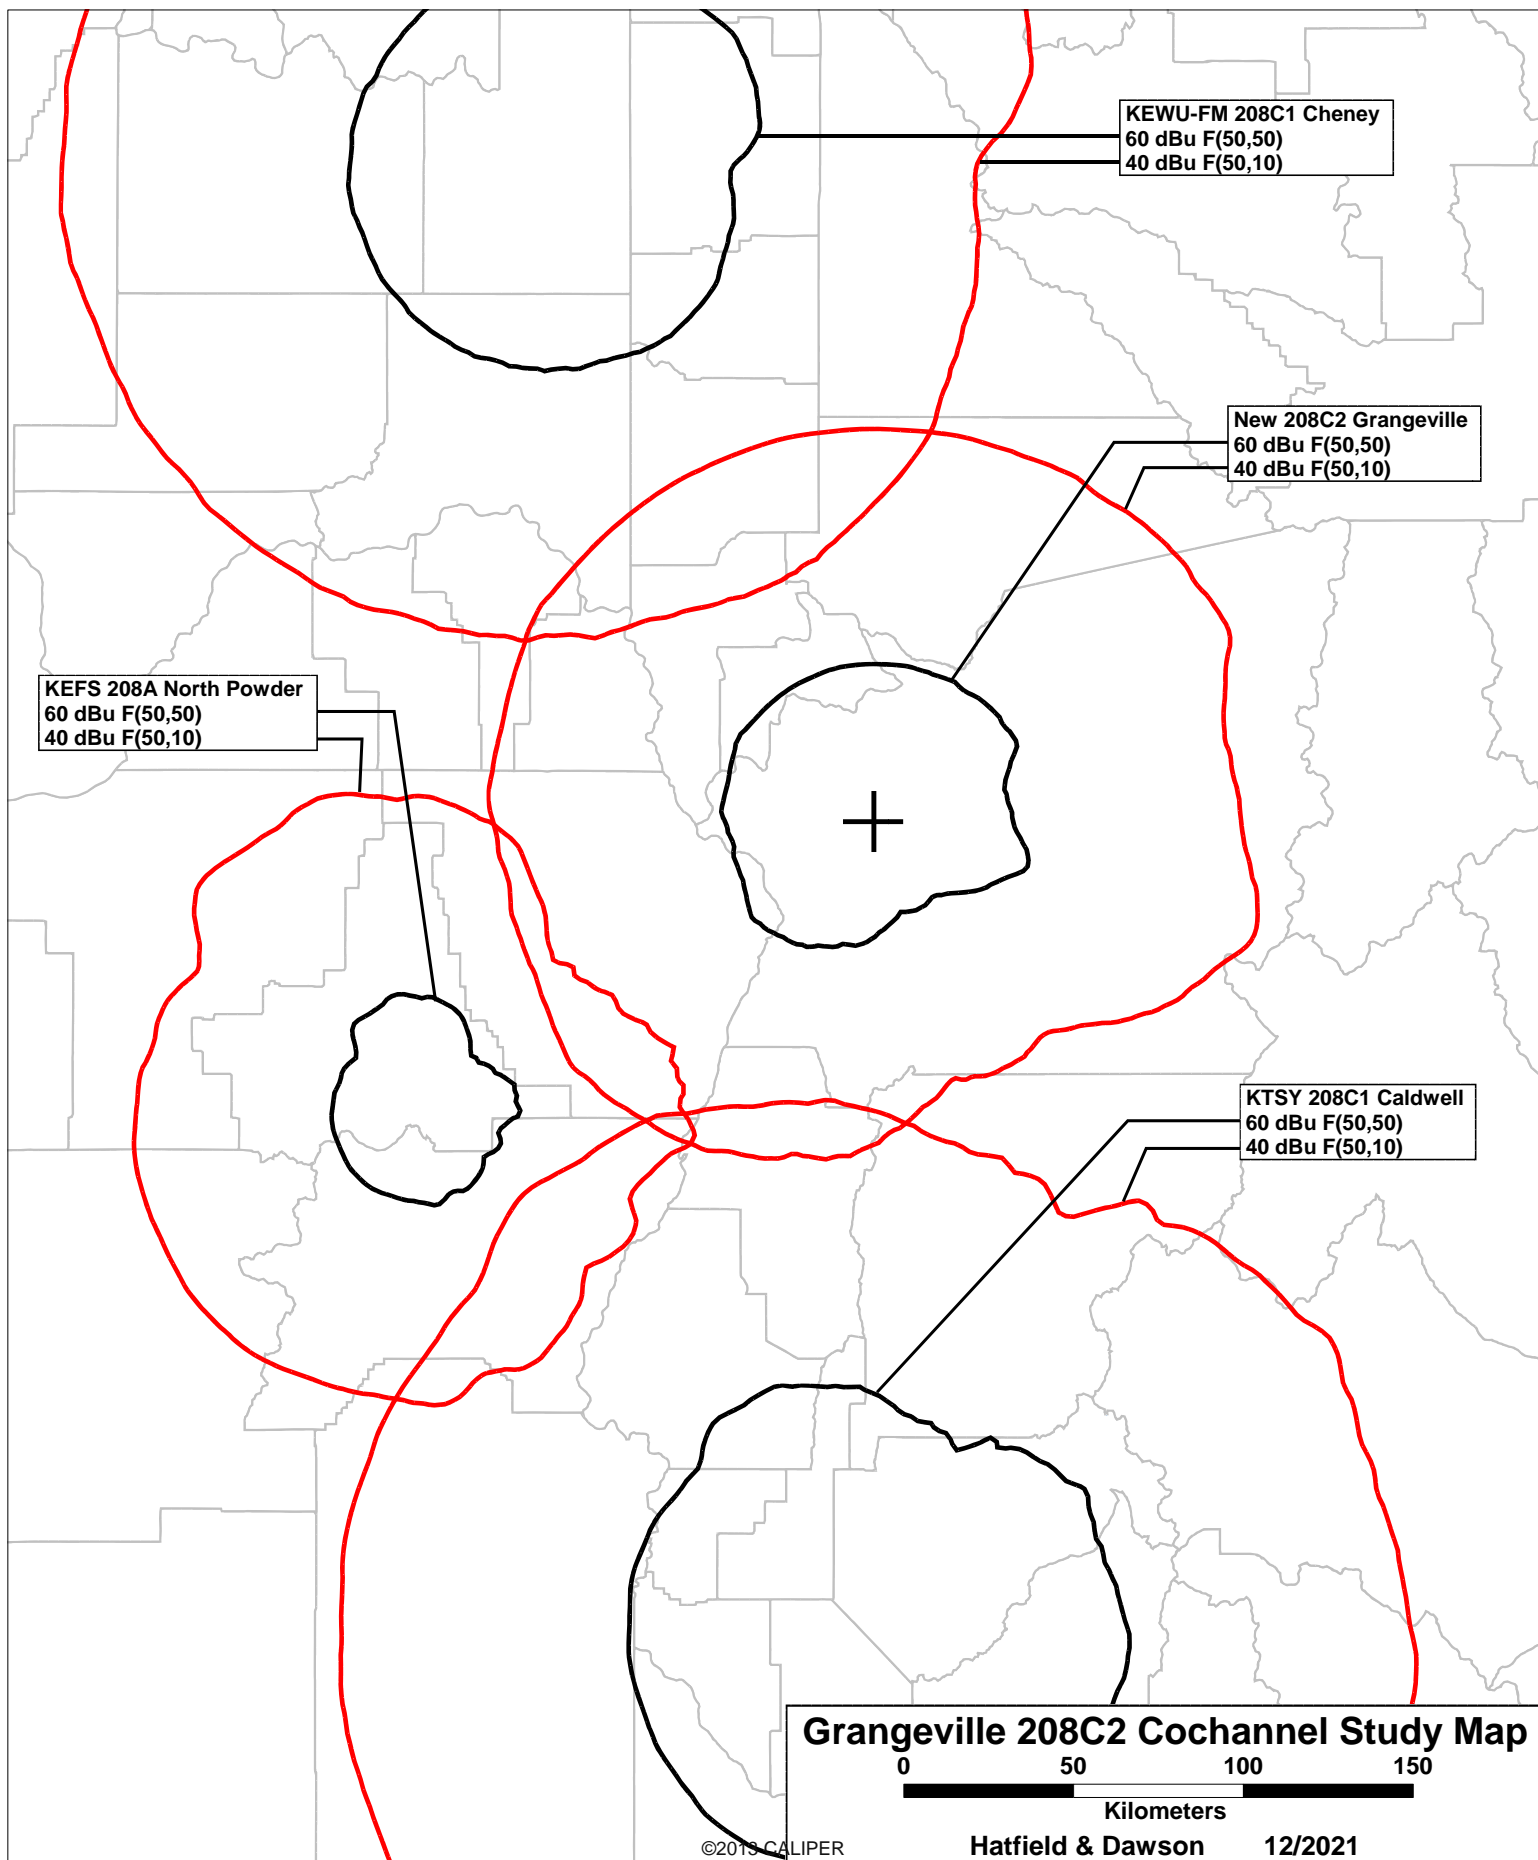 KEWU-FM 208C1 Cheney
60 dBu F(50,50)
40 dBu F(50,10)
New 208C2 Grangeville
60 dBu F(50,50)
40 dBu F(50,10)
KEFS 208A North Powder
60 dBu F(50,50)
40 dBu F(50,10)
KTSY 208C1 Caldwell
60 dBu F(50,50)
40 dBu F(50,10)
Grangeville 208C2 Cochannel Study Map
0 50 100 150
Kilometers
©2013 CALIPER
Hatfield & Dawson 12/2021